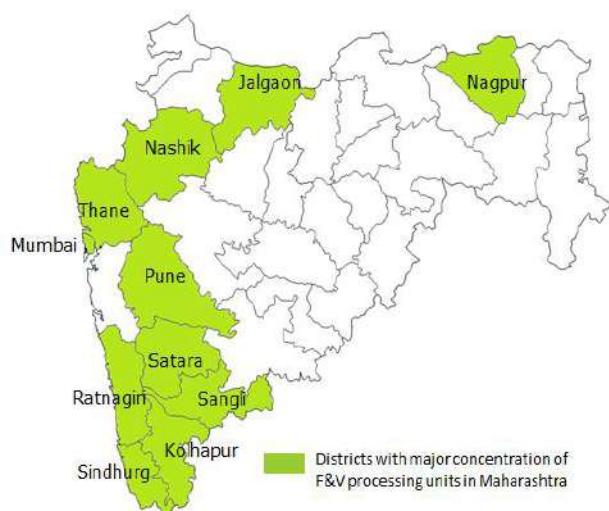 Jalgaon
Nagpur
Nashik
Thane
Mumbai
Pune
Satara
Ratnagiri
Sangli
Kolhapur
Sindhurg
Districts with major concentration of
F&V processing units in Maharashtra